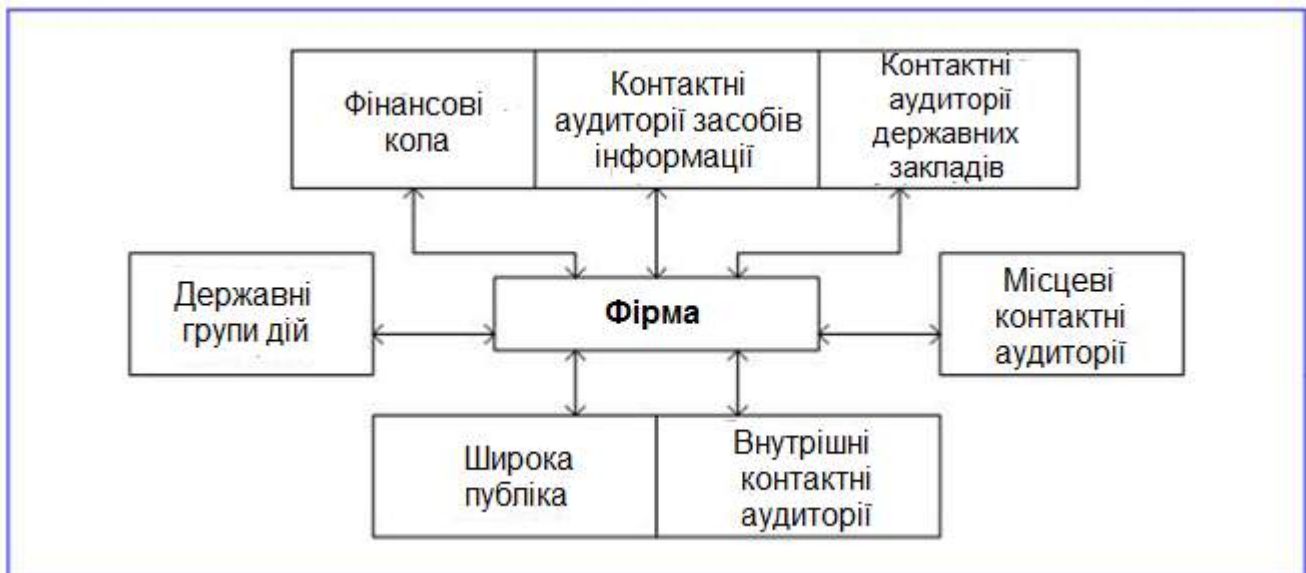 Фінансові
кола
Контактні
аудиторії засобів
інформації
Контактні
аудиторії
державних
закладів
Державні
групи дій
Фірма
Місцеві
контактні
аудиторії
Широка
публіка
Внутрішні
контактні
аудиторії